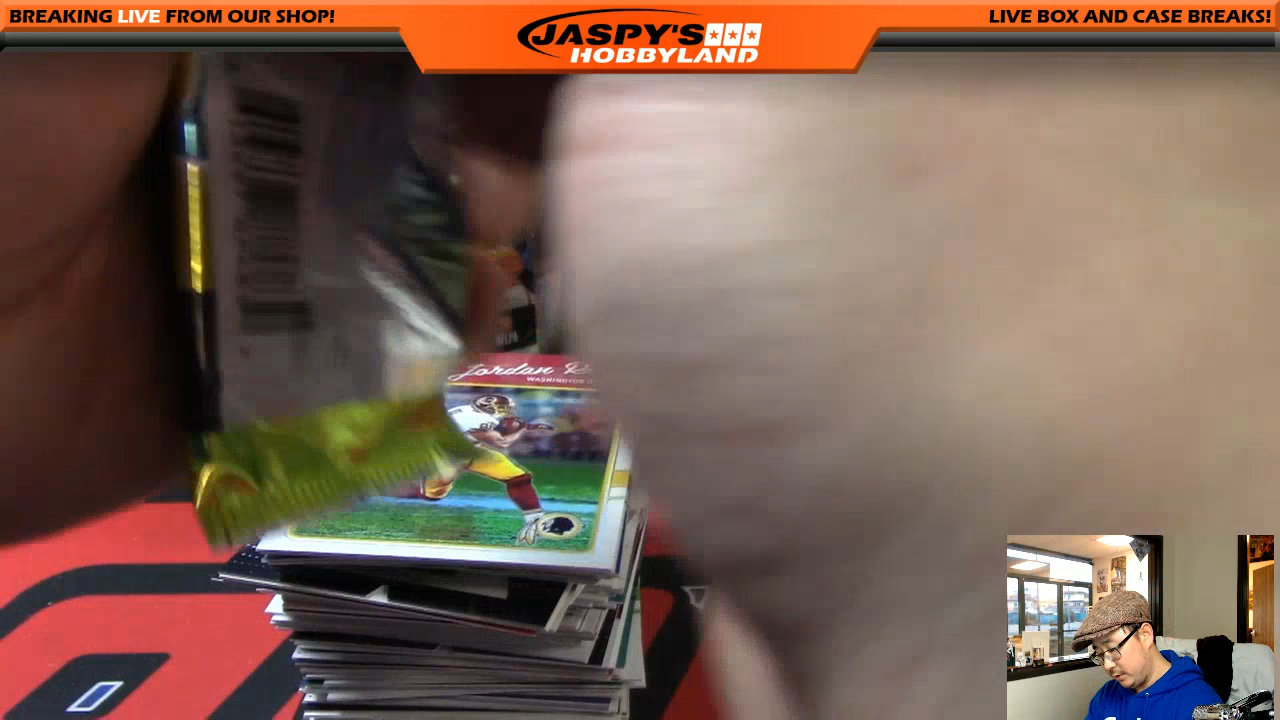 BREAKING LIVE FROM OUR SHOP!
JASPY'S
HOBBYLAND
LIVE BOX AND CASE BREAKS!
Jordan